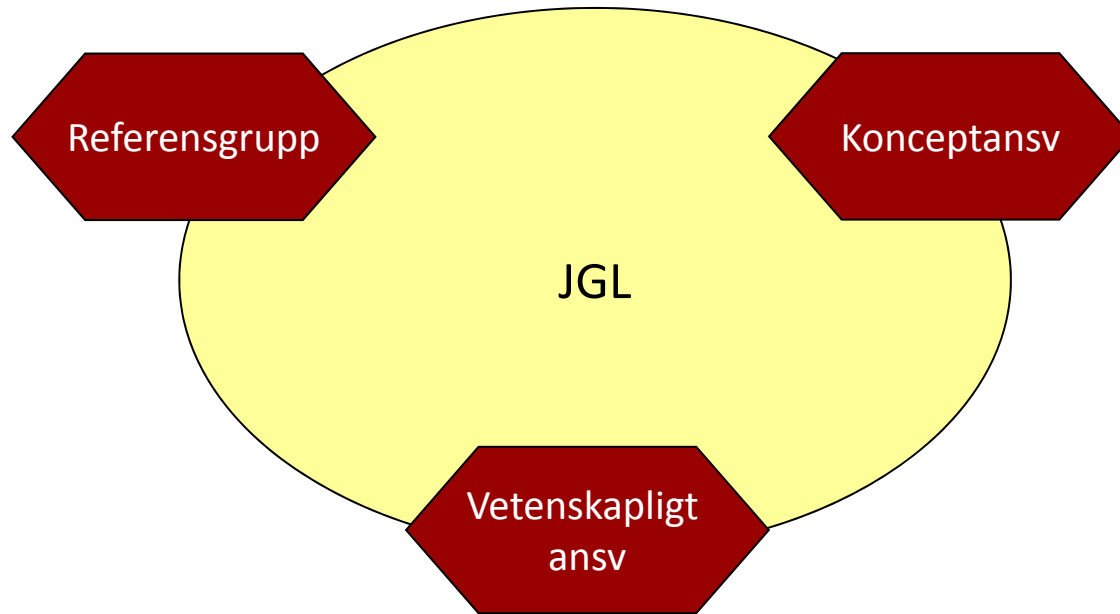 Referensgrupp
Konceptansv
JGL
Vetenskapligt
ansv